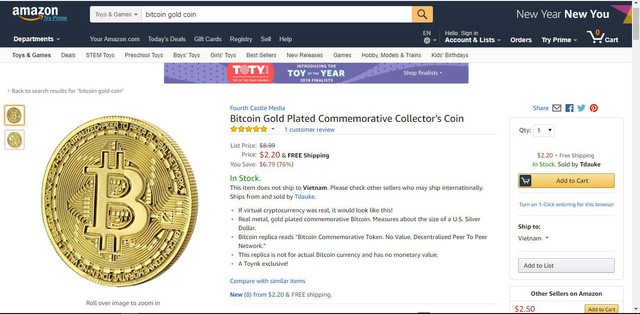 amazon
Try Prime
Toys & Games
bitcoin gold coin
New Year New You
Departments
Your Amazon.com Today's Deals Gift Cards Registry Sell Help
EN
Hello. Sign in
Account & Lists
Orders
Try Prime
0
Cart
Toys & Games Deals STEM Toys Preschool Toys Boys' Toys Girls' Toys Best Sellers New Releases Games Hobby, Models & Trains Kids' Birthdays
TOTY
INTRODUCING THE
TOY OF THE YEAR
2018 FINALISTS
Shop finalists ›
‹ Back to search results for "bitcoin gold coin"
Fourth Castle Media
Bitcoin Gold Plated Commemorative Collector's Coin
1 customer review
List Price: $8.99
Price: $2.20 & FREE Shipping
You Save: $6.79 (76%)
In Stock.
This item does not ship to Vietnam. Please check other sellers who may ship internationally.
Ships from and sold by Tdauke.
• If virtual cryptocurrency was real, it would look like this!
• Real metal, gold plated commemorative Bitcoin. Measures about the size of a U.S. Silver
Dollar.
• Bitcoin replica reads "Bitcoin Commemorative Token. No Value. Decentralized Peer To Peer
Network."
• This replica is not for actual Bitcoin currency and has no monetary value.
• A Toynk exclusive!
Compare with similar items
New (8) from $2.20 & FREE shipping.
Roll over image to zoom in
Share
Qty: 1
$2.20 + Free Shipping
In Stock. Sold by Tdauke
Add to Cart
Turn on 1-Click ordering for this browser
Ship to:
Vietnam
Add to List
Other Sellers on Amazon
$2.50
Add to Cart